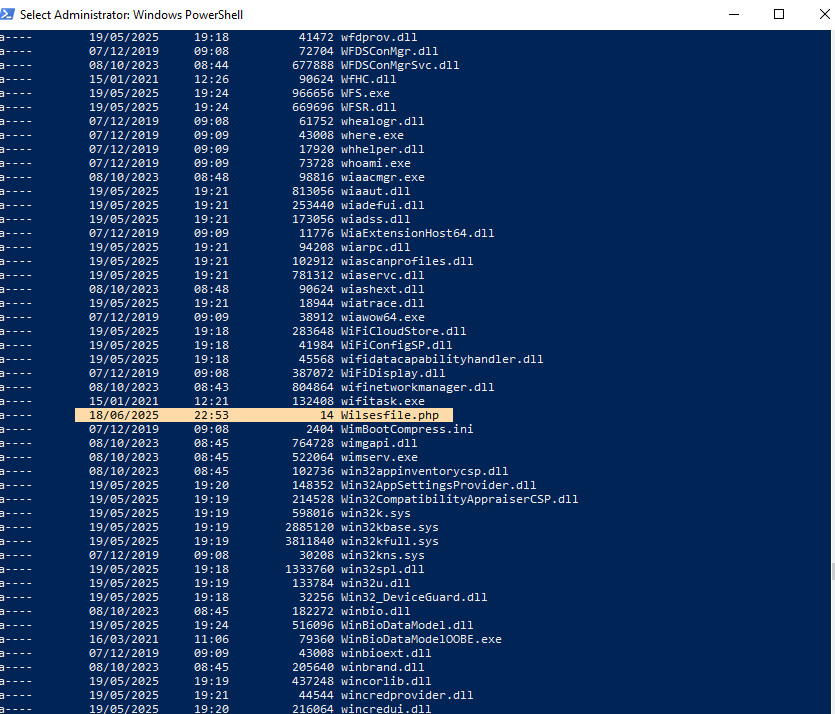 Select Administrator: Windows PowerShell
a---- 19/05/2025 19:18 41472 wfdprov.dll
a---- 07/12/2019 09:08 72704 WFDSConMgr.dll
a---- 08/10/2023 08:44 677888 WFDSConMgrSvc.dll
a---- 15/01/2021 12:26 90624 WfHC.dll
a---- 19/05/2025 19:24 966656 WFS.exe
a---- 19/05/2025 19:24 669696 WFSR.dll
a---- 07/12/2019 09:08 61752 whealogr.dll
a---- 07/12/2019 09:09 43008 where.exe
a---- 07/12/2019 09:09 17920 whhelper.dll
a---- 07/12/2019 09:09 73728 whoami.exe
a---- 08/10/2023 08:48 98816 wiaacmgr.exe
a---- 19/05/2025 19:21 813056 wiaaut.dll
a---- 19/05/2025 19:21 253440 wiadefui.dll
a---- 19/05/2025 19:21 173056 wiadss.dll
a---- 07/12/2019 09:09 11776 WiaExtensionHost64.dll
a---- 19/05/2025 19:21 94208 wiarpc.dll
a---- 19/05/2025 19:21 102912 wiascanprofiles.dll
a---- 19/05/2025 19:21 781312 wiaservc.dll
a---- 08/10/2023 08:48 90624 wiashext.dll
a---- 19/05/2025 19:21 18944 wiatrace.dll
a---- 07/12/2019 09:09 38912 wiawow64.exe
a---- 19/05/2025 19:18 283648 WiFiCloudStore.dll
a---- 19/05/2025 19:18 41984 WiFiConfigSP.dll
a---- 19/05/2025 19:18 45568 wifidatacapabilityhandler.dll
a---- 07/12/2019 09:08 387072 WiFiDisplay.dll
a---- 08/10/2023 08:43 804864 wifinetworkmanager.dll
a---- 15/01/2021 12:21 132408 wifitask.exe
a---- 18/06/2025 22:53 14 Wilsesfile.php
a---- 07/12/2019 09:08 2404 WimBootCompress.ini
a---- 08/10/2023 08:45 764728 wimgapi.dll
a---- 08/10/2023 08:45 522064 wimserv.exe
a---- 08/10/2023 08:45 102736 win32appinventorycsp.dll
a---- 19/05/2025 19:20 148352 Win32AppSettingsProvider.dll
a---- 19/05/2025 19:19 214528 Win32CompatibilityAppraiserCSP.dll
a---- 19/05/2025 19:19 598016 win32k.sys
a---- 19/05/2025 19:19 2885120 win32kbase.sys
a---- 19/05/2025 19:19 3811840 win32kfull.sys
a---- 07/12/2019 09:08 30208 win32kns.sys
a---- 19/05/2025 19:18 1333760 win32spl.dll
a---- 19/05/2025 19:19 133784 win32u.dll
a---- 19/05/2025 19:18 32256 Win32_DeviceGuard.dll
a---- 08/10/2023 08:45 182272 winbio.dll
a---- 19/05/2025 19:24 516096 WinBioDataModel.dll
a---- 16/03/2021 11:06 79360 WinBioDataModelOOBE.exe
a---- 07/12/2019 09:09 43008 winbioext.dll
a---- 08/10/2023 08:45 205640 winbrand.dll
a---- 19/05/2025 19:19 437248 wincorlib.dll
a---- 19/05/2025 19:21 44544 wincredprovider.dll
a---- 19/05/2025 19:20 216064 wincredui.dll